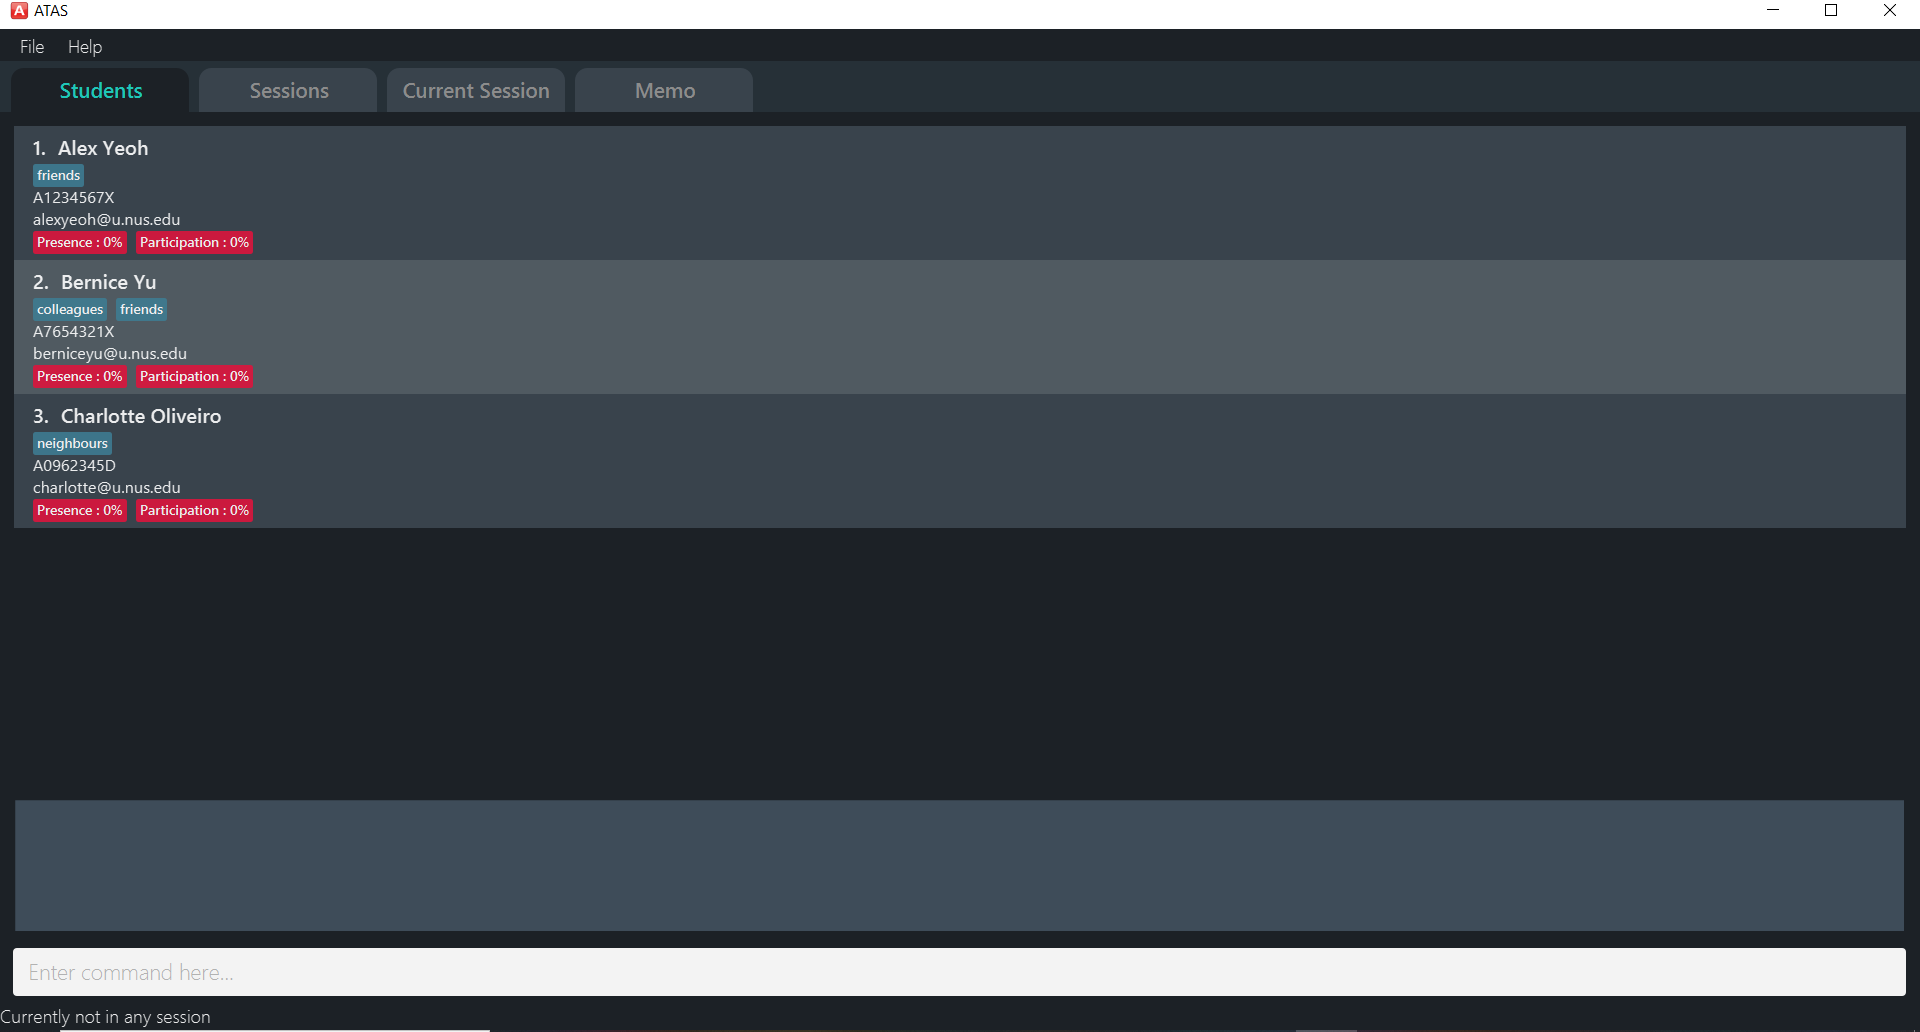 A ATAS
File Help
Students Sessions Current Session Memo
1. Alex Yeoh
friends
A1234567X
alexyeoh@u.nus.edu
Presence : 0% Participation : 0%
2. Bernice Yu
colleagues friends
A7654321X
berniceyu@u.nus.edu
Presence : 0% Participation : 0%
3. Charlotte Oliveiro
neighbours
A0962345D
charlotte@u.nus.edu
Presence : 0% Participation : 0%
Enter command here...
Currently not in any session